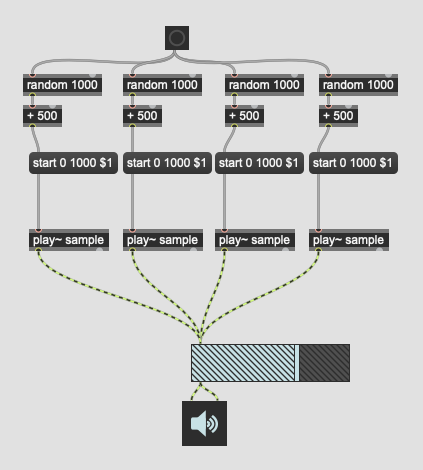 random 1000 random 1000 random 1000 random 1000
+ 500 + 500 + 500 + 500
start 0 1000 $1 start 0 1000 $1 start 0 1000 $1 start 0 1000 $1
play~ sample play~ sample play~ sample play~ sample